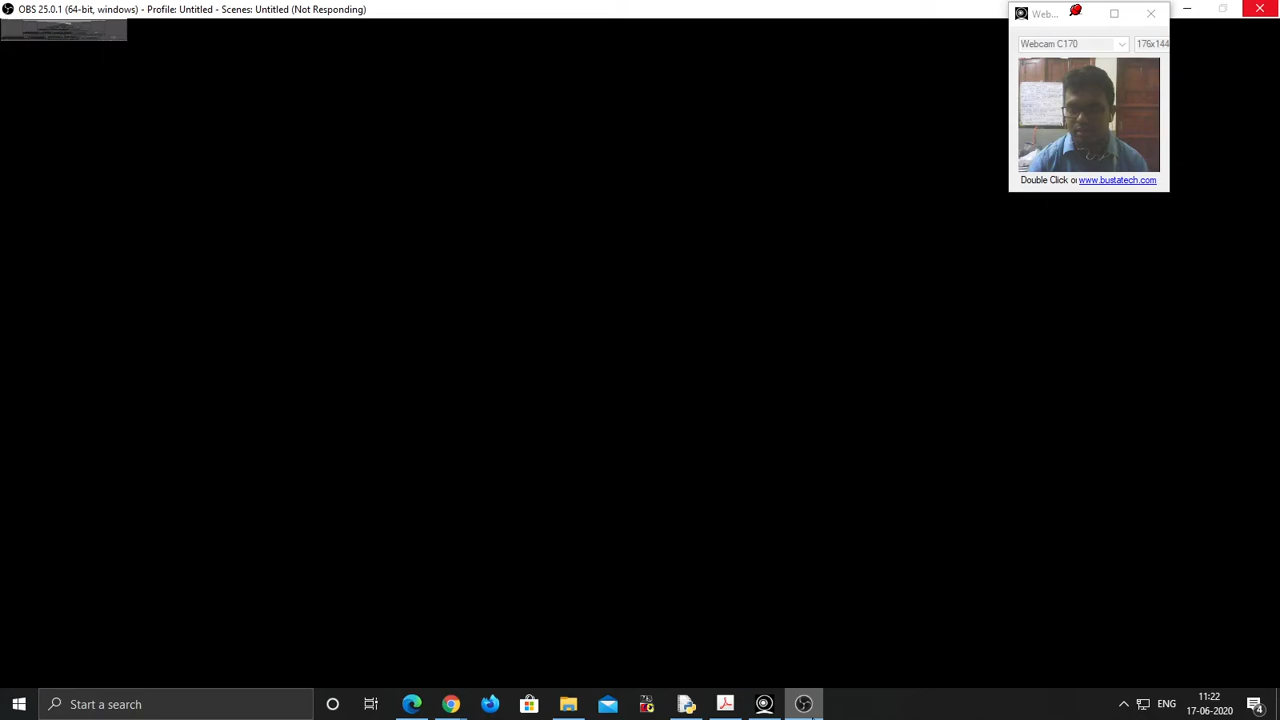 OBS 25.0.1 (64-bit, windows) - Profile: Untitled - Scenes: Untitled (Not Responding)
Web...
Webcam C170
176x144
Double Click o www.bustatech.com
Start a search
ENG
11:22
17-06-2020
4